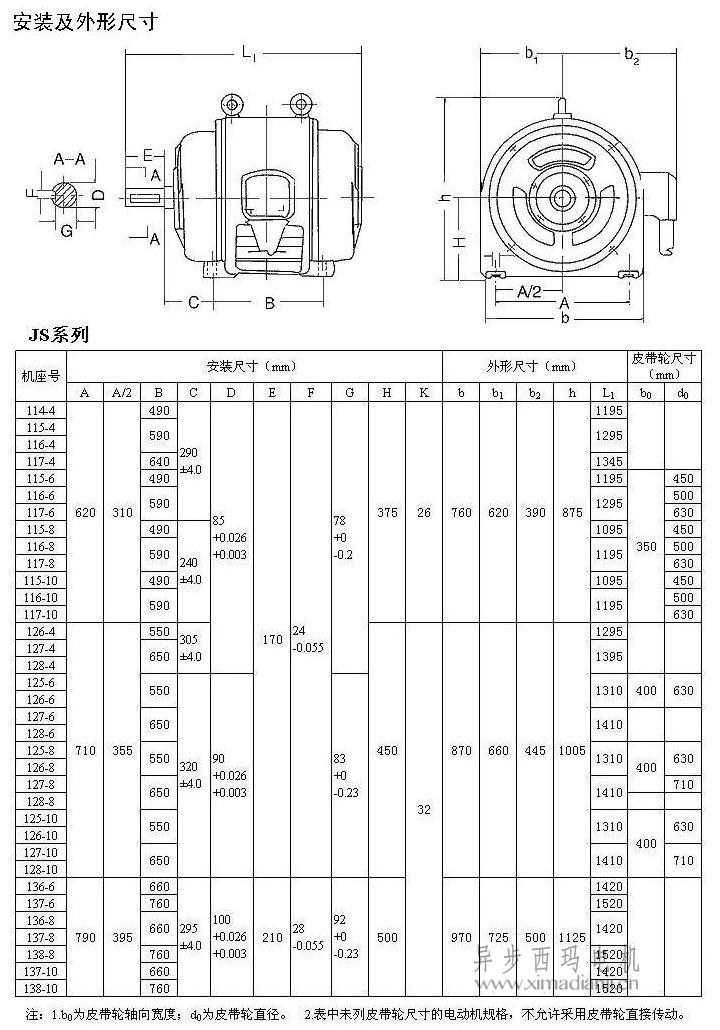 安装及外形尺寸
L1
b1 b2
A-A
E
A
F
D
G
A
h
H
C B
A/2
A
b
JS系列
机座号 安装尺寸（mm） 外形尺寸（mm） 皮带轮尺寸（mm）
A A/2 B C D E F G H K b b1 b2 h L1 b0 d0
114-4 620 310 490 290±4.0 85+0.026+0.003 170 24-0.055 78+0-0.2 375 26 760 620 390 875 1195
115-4 590 1295
116-4
117-4 640 1345
115-6 490 1195 350 450
116-6 590 1295 500
117-6 630
115-8 490 240±4.0 1095 450
116-8 590 1195 500
117-8 630
115-10 490 1095 450
116-10 590 1195 500
117-10 630
126-4 710 355 550 305±4.0 450 32 870 660 445 1005 1295
127-4 650 1395
128-4
125-6 550 320±4.0 90+0.026+0.003 83+0-0.23 1310 400 630
126-6
127-6 650 1410
128-6
125-8 550 1310 400 630
126-8
127-8 650 1410 710
128-8
125-10 550 1310 400 630
126-10
127-10 650 1410 710
128-10
136-6 790 395 660 295±4.0 100+0.026+0.003 210 28-0.055 92+0-0.23 500 970 725 500 1125 1420
137-6 760 1520
136-8 660 1420
137-8
138-8 760 1520
137-10 660 1420
138-10 760 1520
异步西玛电机
www.ximadianji.com
注：1.b0为皮带轮轴向宽度；d0为皮带轮直径。 2.表中未列皮带轮尺寸的电动机规格，不允许采用皮带轮直接传动。